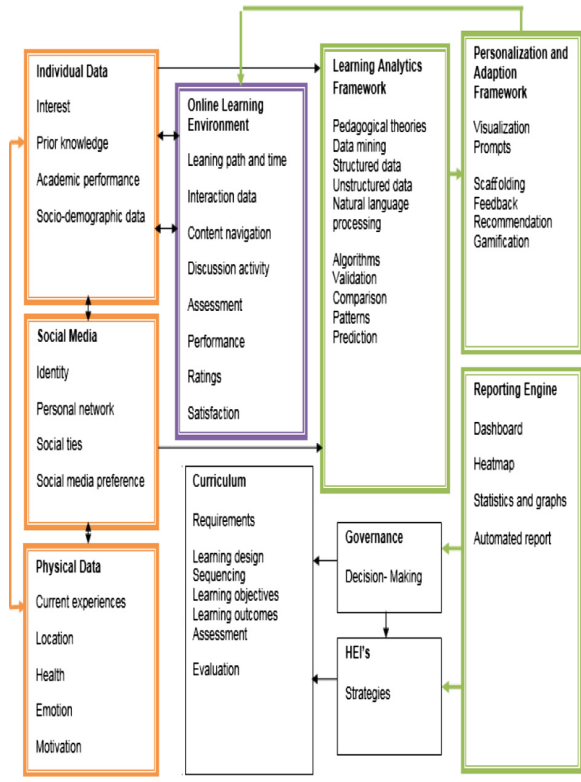 Individual Data
Interest
Prior knowledge
Academic performance
Socio-demographic data
Social Media
Identity
Personal network
Social ties
Social media preference
Physical Data
Current experiences
Location
Health
Emotion
Motivation
Online Learning
Environment
Leaning path and time
Interaction data
Content navigation
Discussion activity
Assessment
Performance
Ratings
Satisfaction
Curriculum
Requirements
Learning design
Sequencing
Learning objectives
Learning outcomes
Assessment
Evaluation
Learning Analytics
Framework
Pedagogical theories
Data mining
Structured data
Unstructured data
Natural language
processing
Algorithms
Validation
Comparison
Patterns
Prediction
Governance
Decision- Making
HEI's
Strategies
Personalization and
Adaption
Framework
Visualization
Prompts
Scaffolding
Feedback
Recommendation
Gamification
Reporting Engine
Dashboard
Heatmap
Statistics and graphs
Automated report